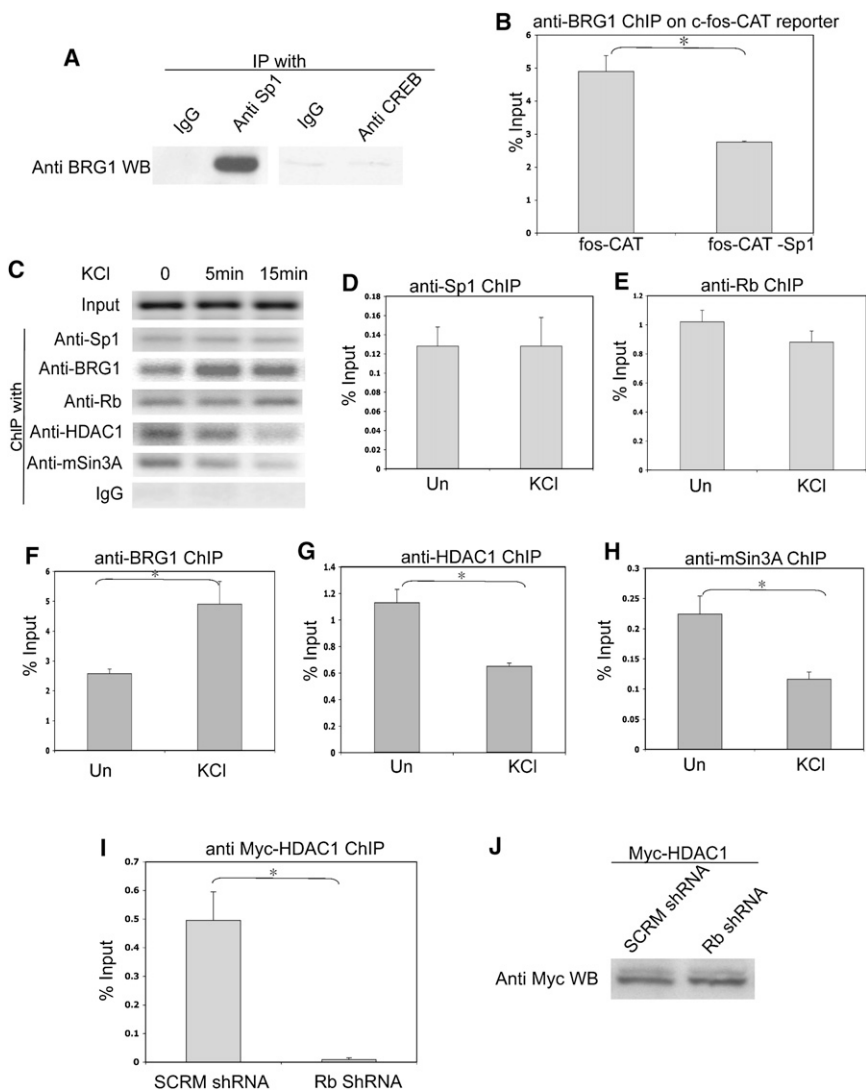 A
IP with
IgG
Anti Sp1
IgG
Anti CREB
Anti BRG1 WB
B
anti-BRG1 ChIP on c-fos-CAT reporter
*
% Input
6
5
4
3
2
1
0
fos-CAT
fos-CAT -Sp1
C
KCl 0 5min 15min
Input
ChIP with
Anti-Sp1
Anti-BRG1
Anti-Rb
Anti-HDAC1
Anti-mSin3A
IgG
D
anti-Sp1 ChIP
% Input
0.18
0.16
0.14
0.12
0.1
0.08
0.06
0.04
0.02
0
Un
KCl
E
anti-Rb ChIP
% Input
1.2
1
0.8
0.6
0.4
0.2
0
Un
KCl
F
anti-BRG1 ChIP
*
% Input
6
5
4
3
2
1
0
Un
KCl
G
anti-HDAC1 ChIP
*
% Input
1.4
1.2
1
0.8
0.6
0.4
0.2
0
Un
KCl
H
anti-mSin3A ChIP
*
% Input
0.3
0.25
0.2
0.15
0.1
0.05
0
Un
KCl
I
anti Myc-HDAC1 ChIP
*
% Input
0.7
0.6
0.5
0.4
0.3
0.2
0.1
0
SCRM shRNA
Rb ShRNA
J
Myc-HDAC1
SCRM shRNA
Rb shRNA
Anti Myc WB